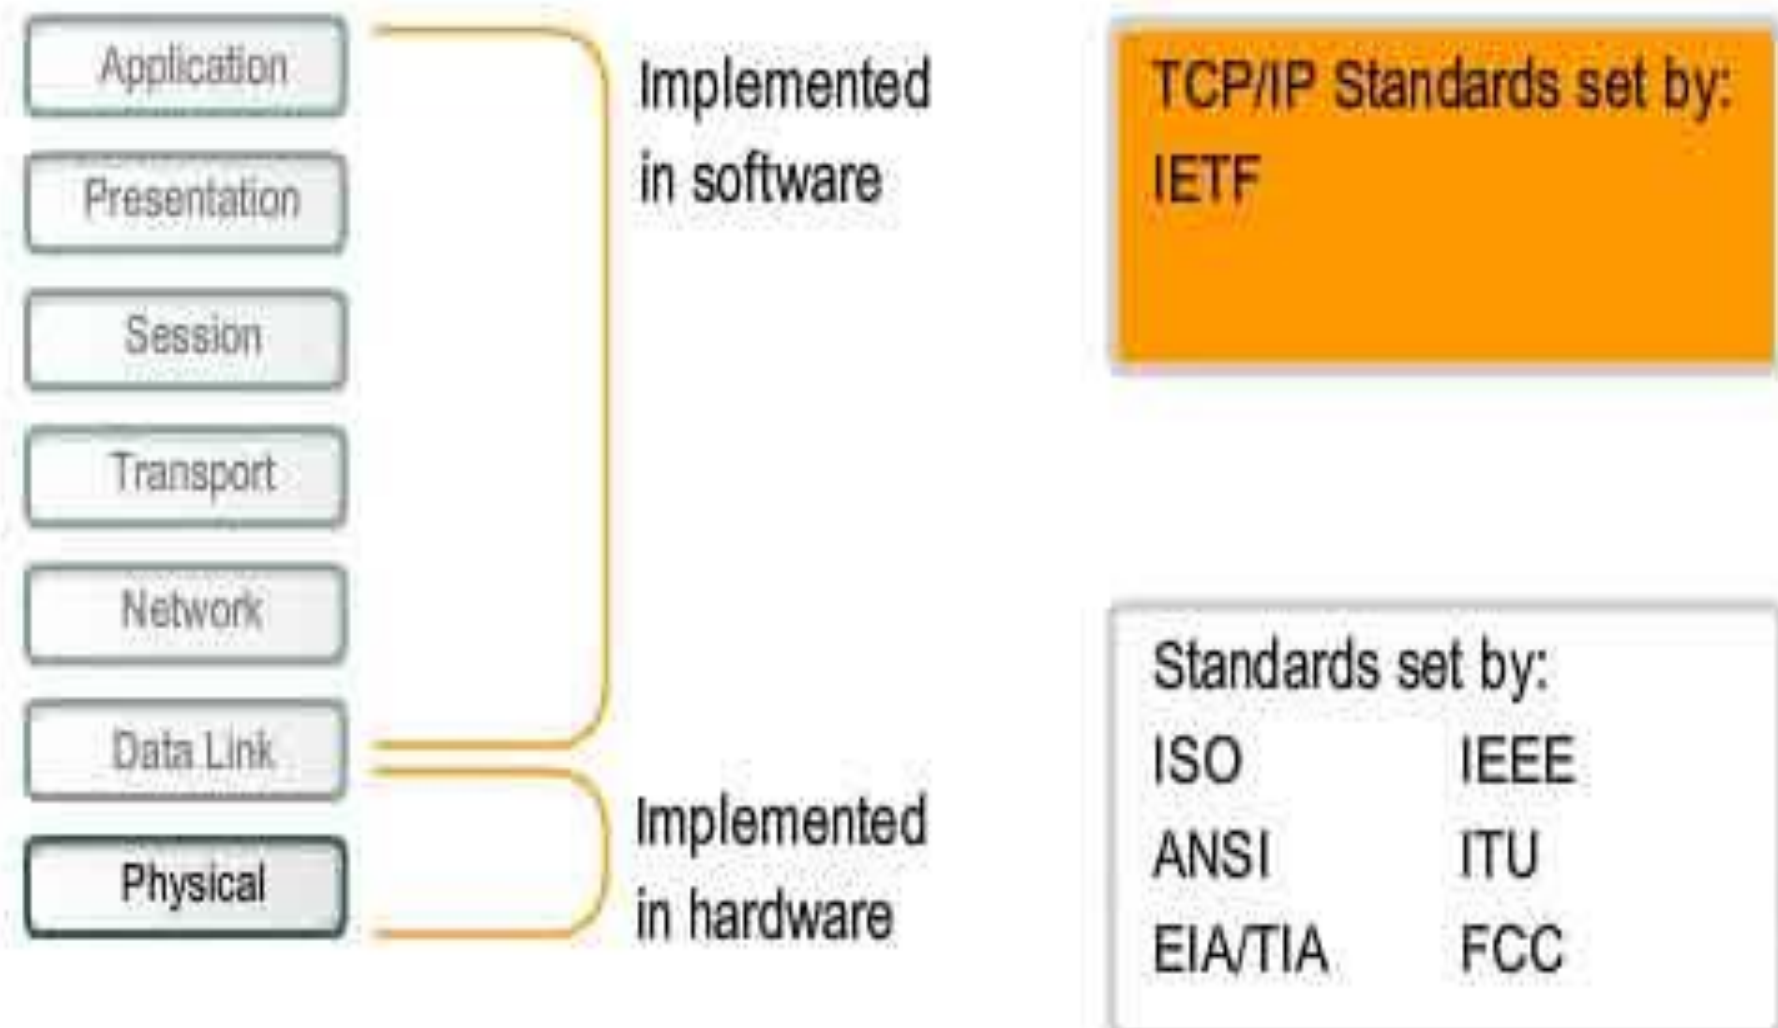 Application
Presentation
Session
Transport
Network
Data Link
Physical
Implemented
in software
Implemented
in hardware
TCP/IP Standards set by:
IETF
Standards set by:
ISO IEEE
ANSI ITU
EIA/TIA FCC